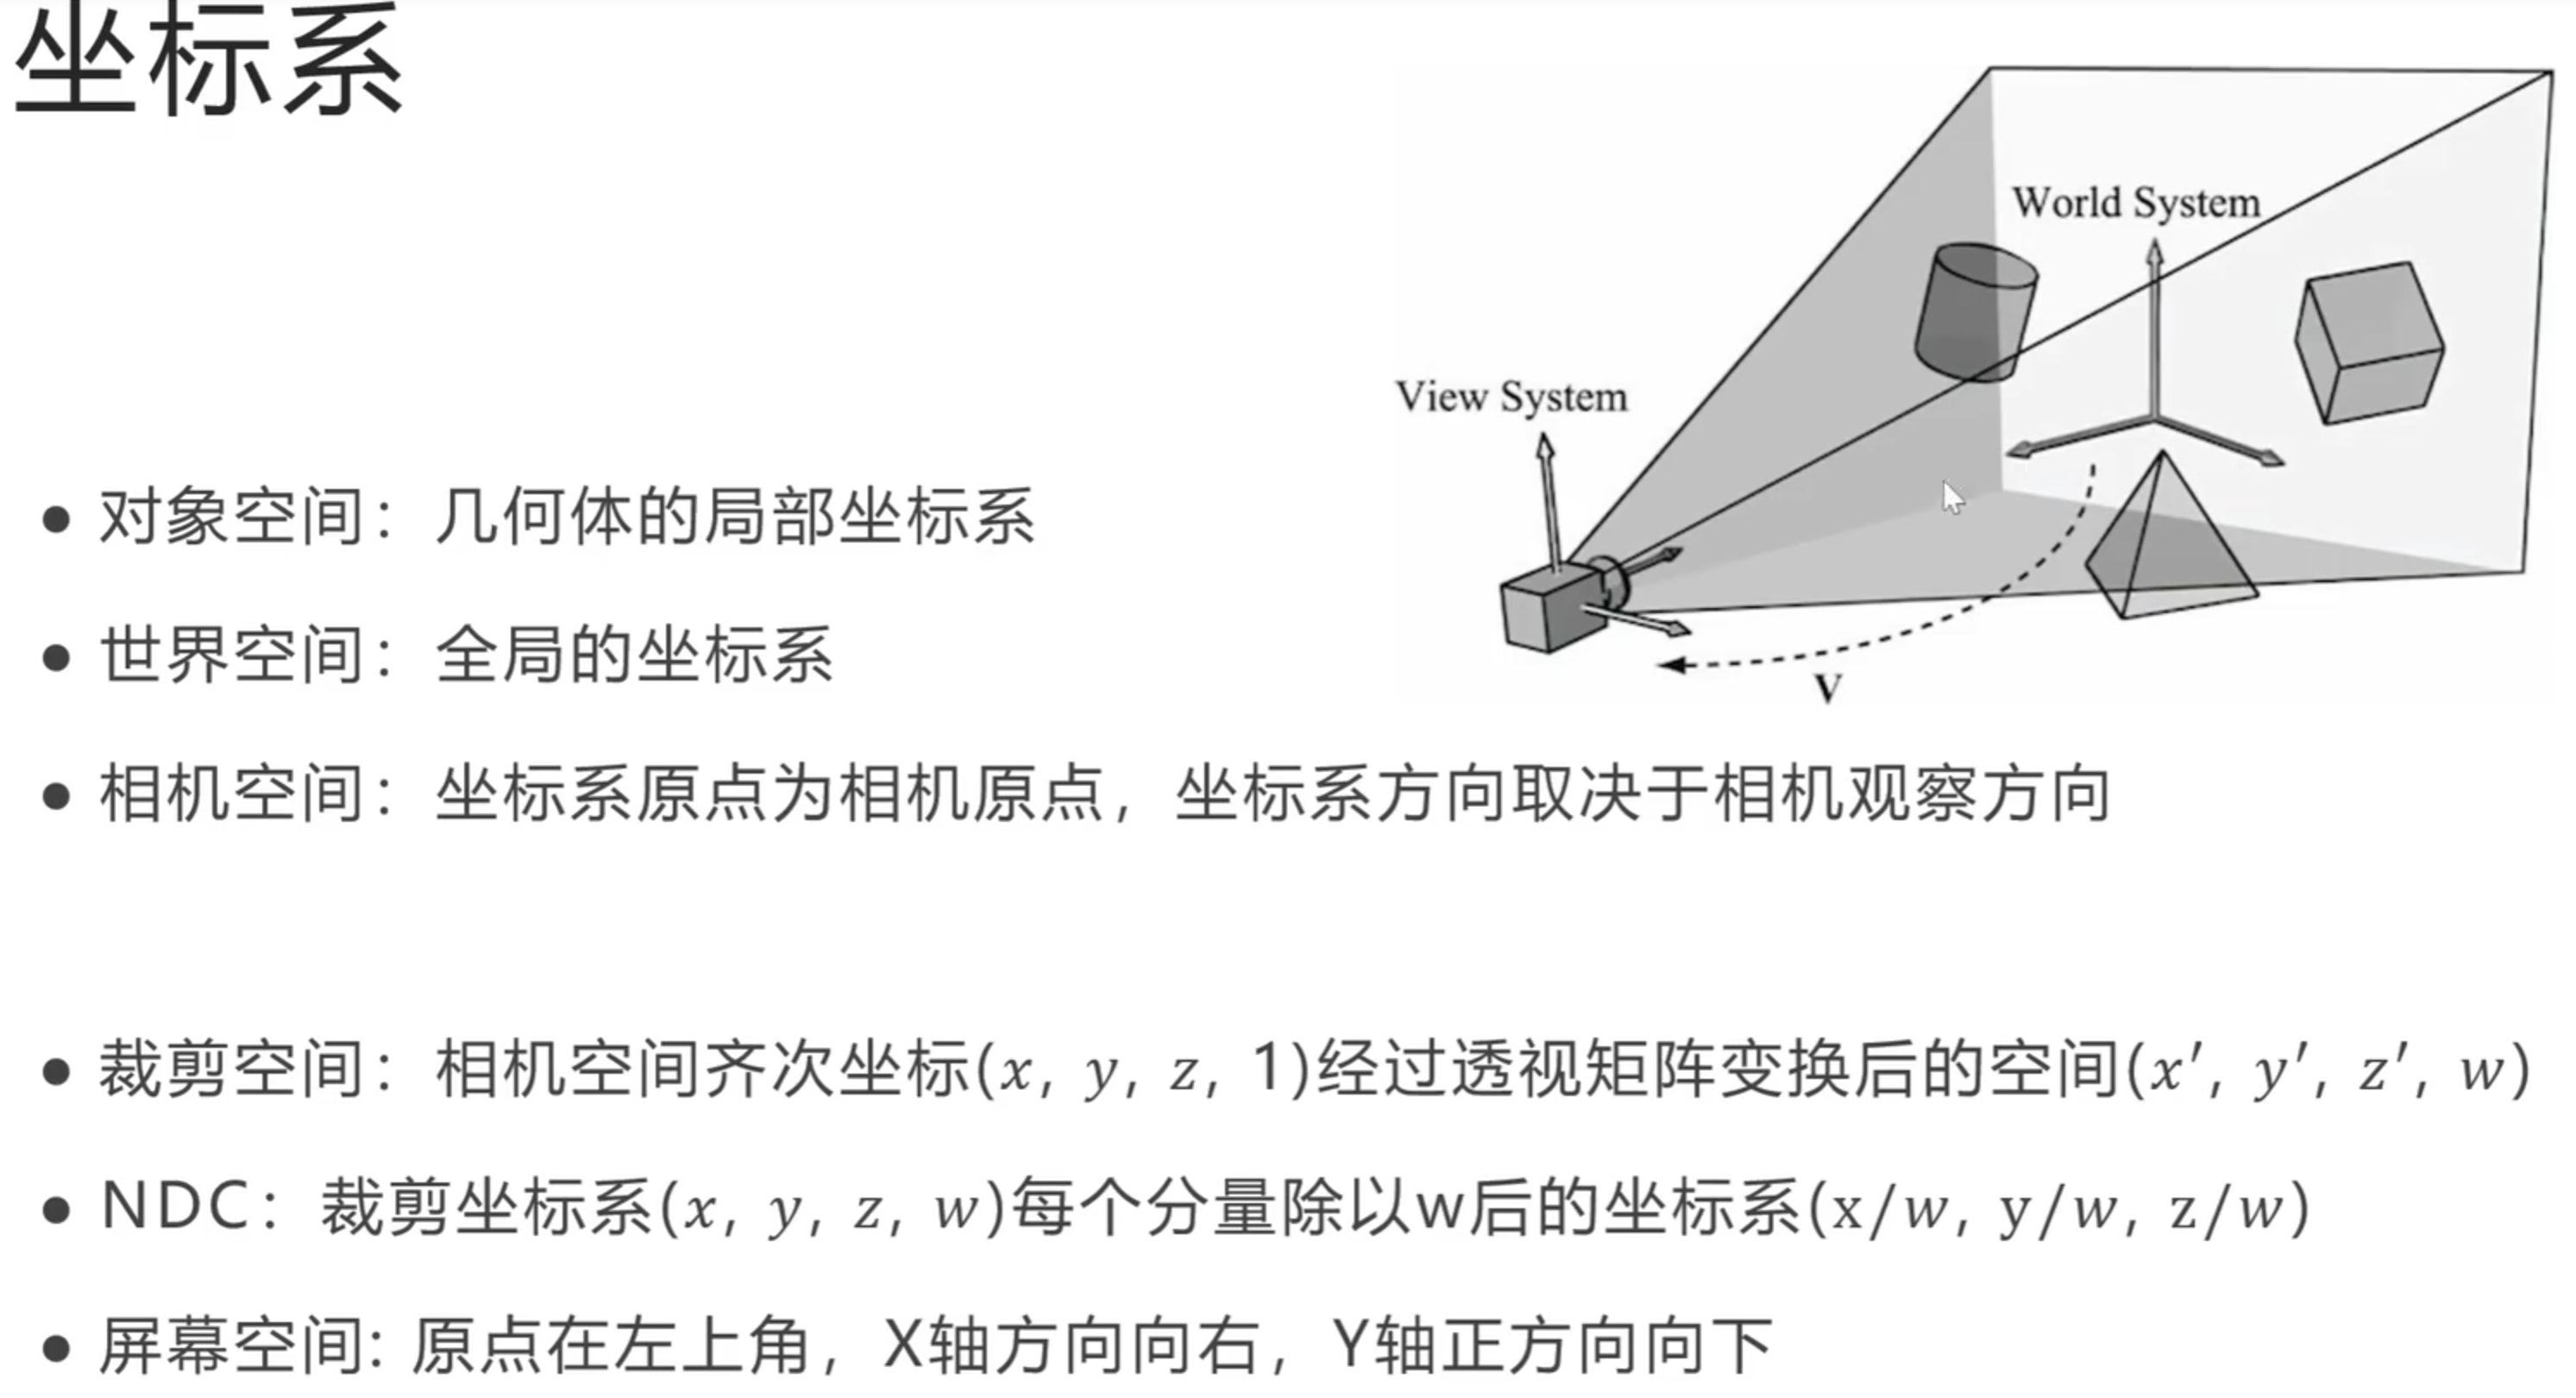 坐标系
World System
View System
V
● 对象空间：几何体的局部坐标系
● 世界空间：全局的坐标系
● 相机空间：坐标系原点为相机原点，坐标系方向取决于相机观察方向
● 裁剪空间：相机空间齐次坐标(x, y, z, 1)经过透视矩阵变换后的空间(x′, y′, z′, w)
● NDC：裁剪坐标系(x, y, z, w)每个分量除以w后的坐标系(x/w, y/w, z/w)
● 屏幕空间: 原点在左上角，X轴方向向右，Y轴正方向向下